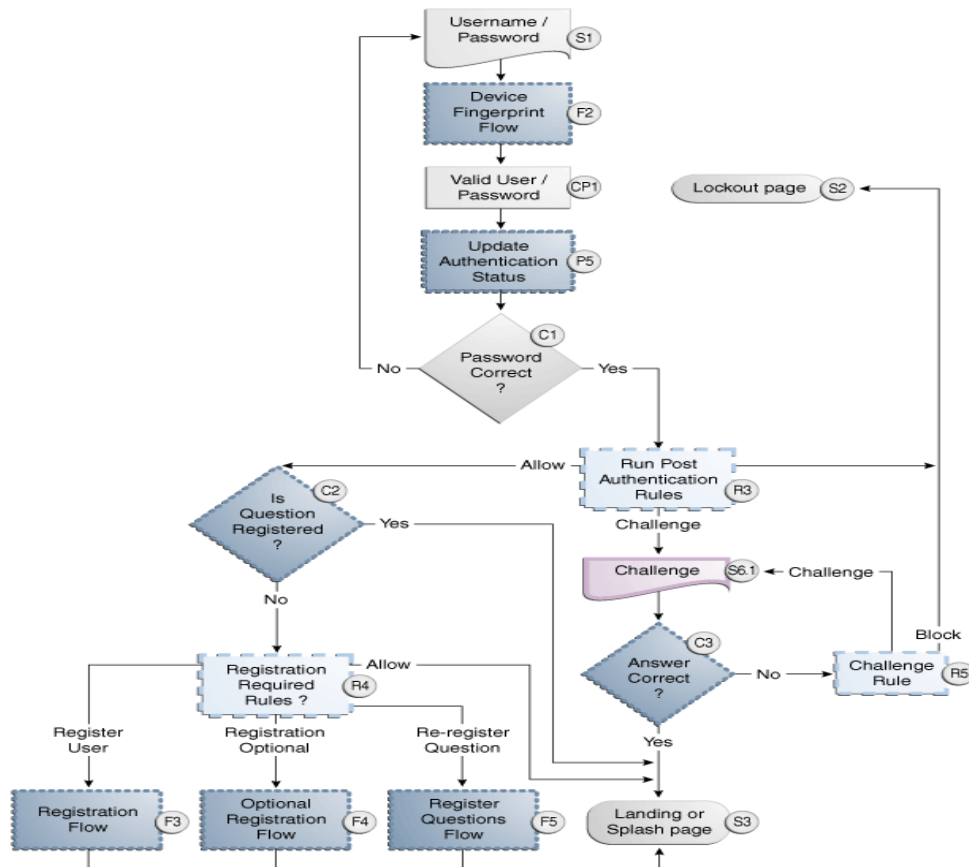 Username /
Password
S1
Device
Fingerprint
Flow
F2
Valid User /
Password
CP1
Lockout page
S2
Update
Authentication
Status
P5
C1
Password
Correct
?
No
Yes
Allow
Run Post
Authentication
Rules
R3
C2
Is
Question
Registered
?
Yes
No
Challenge
Challenge
S6.1
Challenge
C3
Answer
Correct
?
No
Block
Challenge
Rule
R5
Yes
Registration
Required
Rules ?
R4
Allow
Register
User
Registration
Optional
Re-register
Question
Registration
Flow
F3
Optional
Registration
Flow
F4
Register
Questions
Flow
F5
Landing or
Splash page
S3